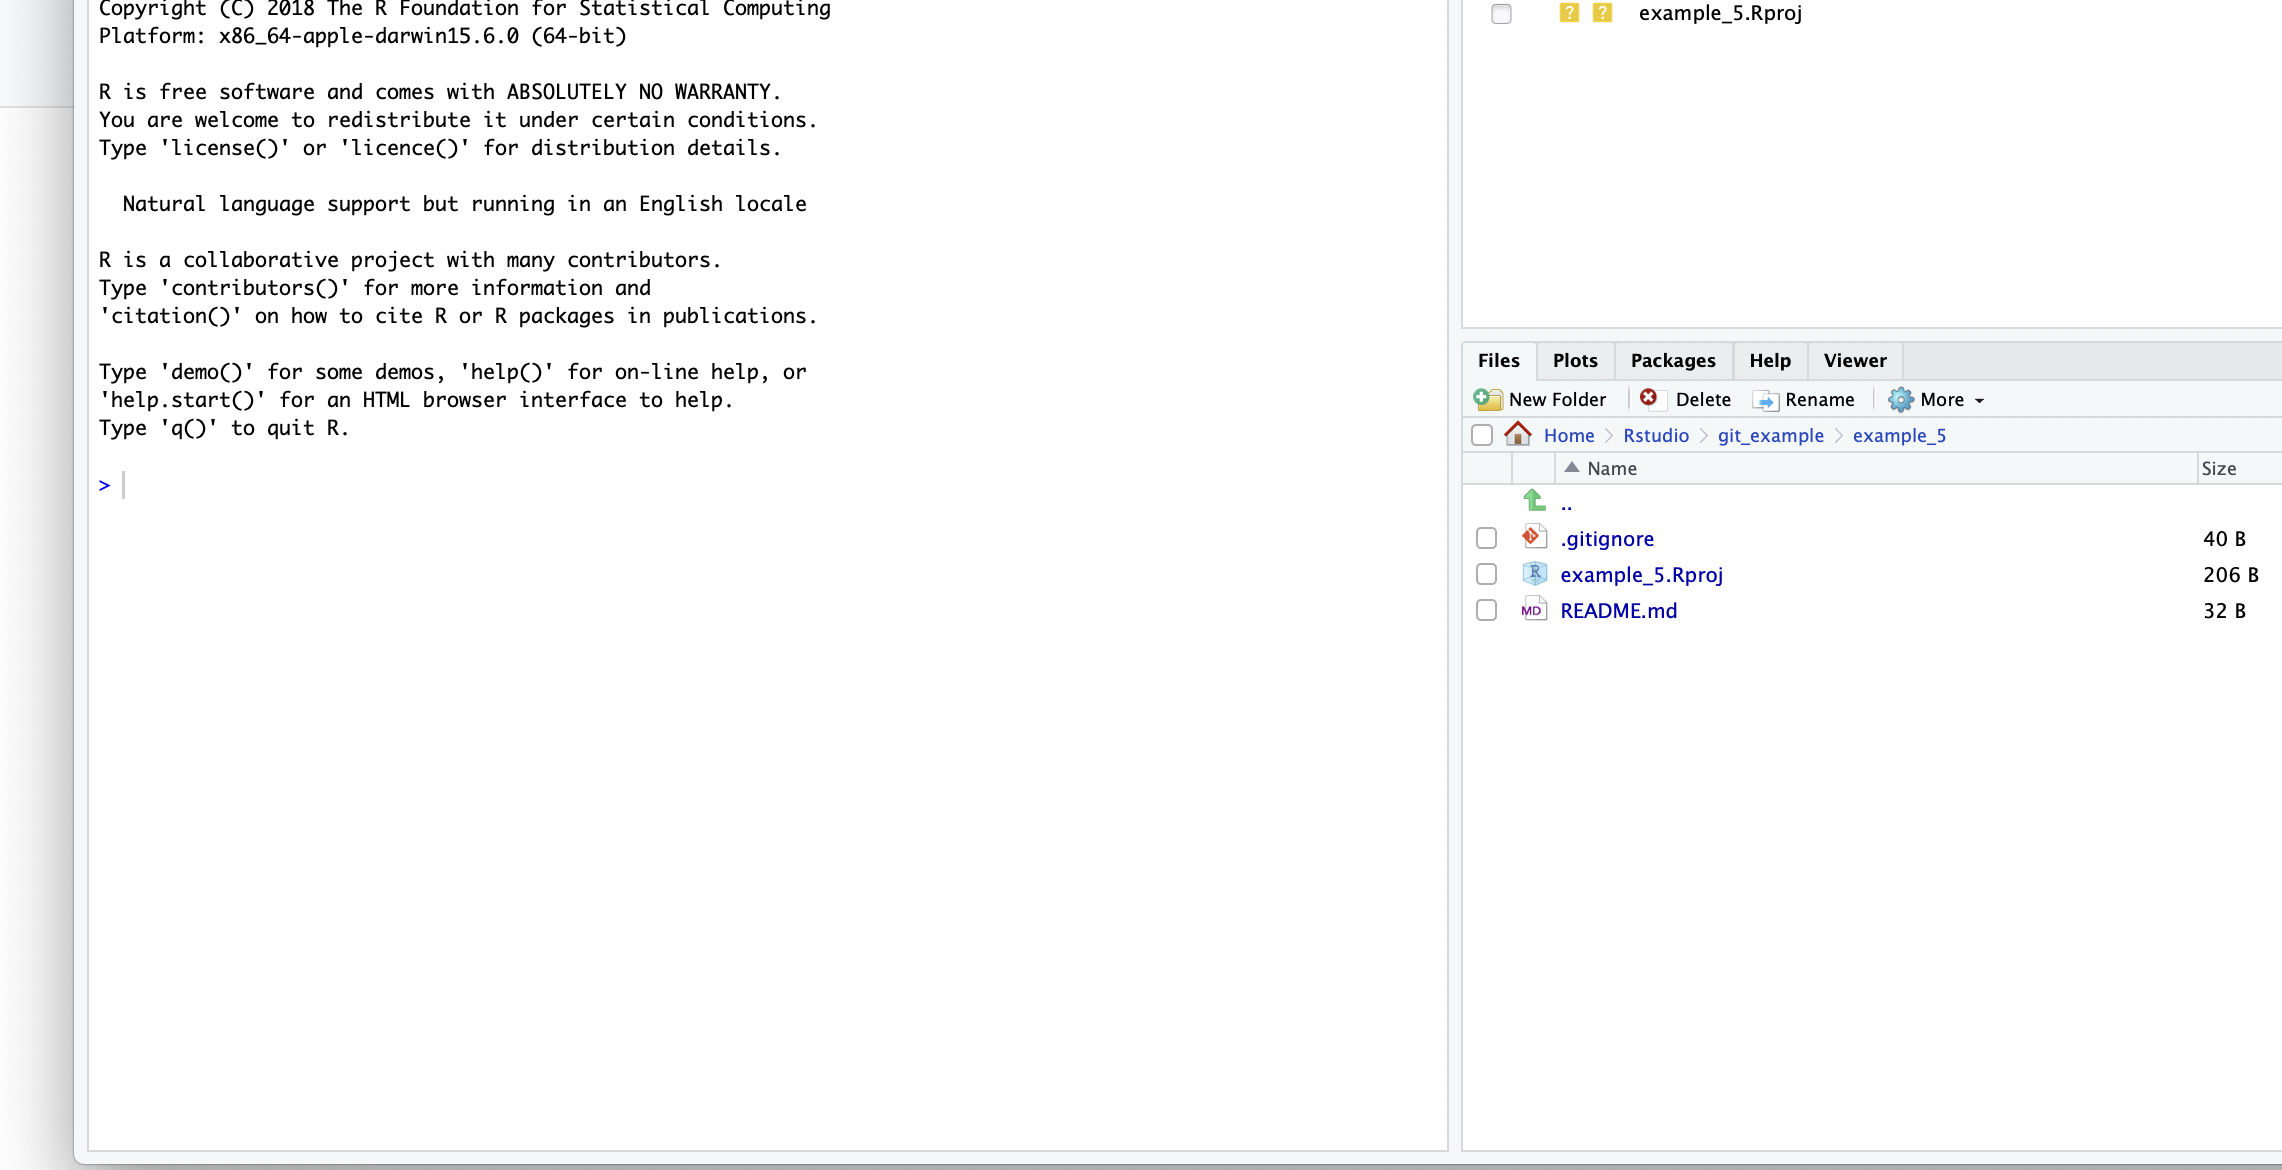 Copyright (C) 2018 The R Foundation for Statistical Computing
Platform: x86_64-apple-darwin15.6.0 (64-bit)
R is free software and comes with ABSOLUTELY NO WARRANTY.
You are welcome to redistribute it under certain conditions.
Type 'license()' or 'licence()' for distribution details.
Natural language support but running in an English locale
R is a collaborative project with many contributors.
Type 'contributors()' for more information and
'citation()' on how to cite R or R packages in publications.
Type 'demo()' for some demos, 'help()' for on-line help, or
'help.start()' for an HTML browser interface to help.
Type 'q()' to quit R.
>
? ? example_5.Rproj
Files Plots Packages Help Viewer
New Folder Delete Rename More
Home Rstudio git_example example_5
Name Size
..
.gitignore 40 B
R example_5.Rproj 206 B
MD README.md 32 B